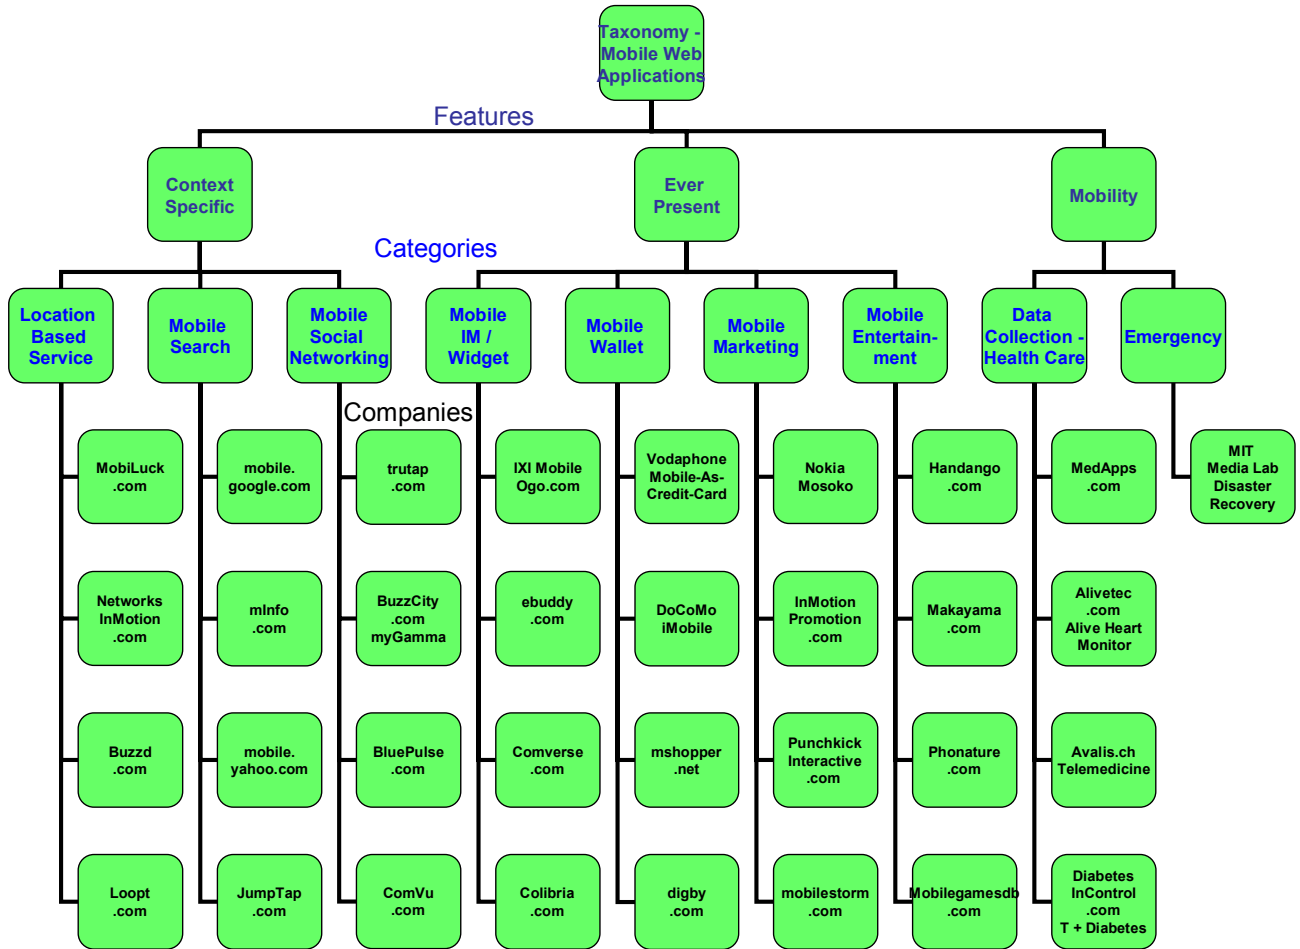 Taxonomy -
Mobile Web
Applications
Features
Context
Specific
Ever
Present
Mobility
Categories
Location
Based
Service
Mobile
Search
Mobile
Social
Networking
Mobile
IM /
Widget
Mobile
Wallet
Mobile
Marketing
Mobile
Entertain-
ment
Data
Collection -
Health Care
Emergency
Companies
MobiLuck
.com
mobile.
google.com
trutap
.com
IXI Mobile
Ogo.com
Vodaphone
Mobile-As-
Credit-Card
Nokia
Mosoko
Handango
.com
MedApps
.com
MIT
Media Lab
Disaster
Recovery
Networks
InMotion
.com
mInfo
.com
BuzzCity
.com
myGamma
ebuddy
.com
DoCoMo
iMobile
InMotion
Promotion
.com
Makayama
.com
Alivetec
.com
Alive Heart
Monitor
Buzzd
.com
mobile.
yahoo.com
BluePulse
.com
Comverse
.com
mshopper
.net
Punchkick
Interactive
.com
Phonature
.com
Avalis.ch
Telemedicine
Loopt
.com
JumpTap
.com
ComVu
.com
Colibria
.com
digby
.com
mobilestorm
.com
Mobilegamesdb
.com
Diabetes
InControl
.com
T + Diabetes